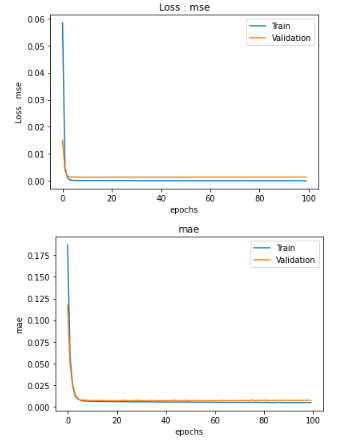 Loss : mse
0.06
0.05
0.04
0.03
0.02
0.01
0.00
Loss : mse
Train
Validation
0 20 40 60 80 100
epochs
mae
0.175
0.150
0.125
0.100
0.075
0.050
0.025
0.000
mae
Train
Validation
0 20 40 60 80 100
epochs